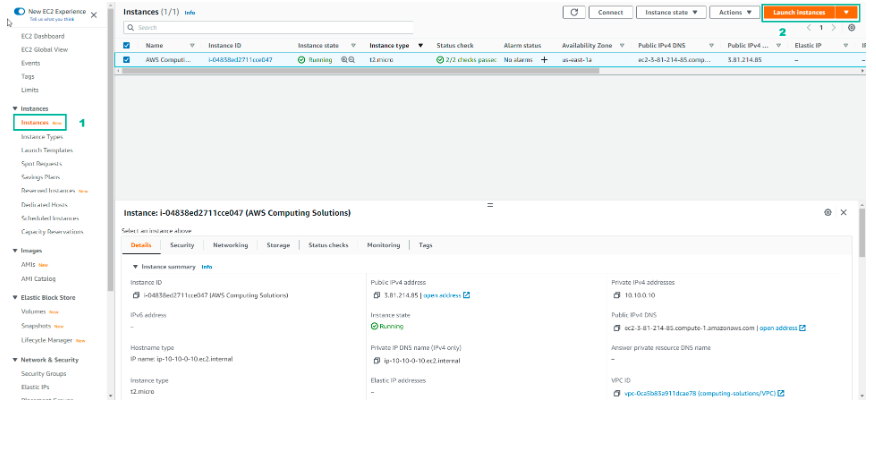 New EC2 Experience
Tell us what you think
EC2 Dashboard
EC2 Global View
Events
Tags
Limits
Instances
Instances New
1
Instance Types
Launch Templates
Spot Requests
Savings Plans
Reserved Instances New
Dedicated Hosts
Scheduled Instances
Capacity Reservations
Images
AMIs New
AMI Catalog
Elastic Block Store
Volumes New
Snapshots New
Lifecycle Manager New
Network & Security
Security Groups
Elastic IPs
Placement Groups
Instances (1/1) Info
Connect
Instance state
Actions
Launch instances
2
Search
1
Name Instance ID Instance state Instance type Status check Alarm status Availability Zone Public IPv4 DNS Public IPv4 ... Elastic IP
AWS Computi... i-04838ed2711cce047 Running t2.micro 2/2 checks passec No alarms + us-east-1a ec2-3-81-214-85.comp... 3.81.214.85 –
Instance: i-04838ed2711cce047 (AWS Computing Solutions)
Select an instance above
Details Security Networking Storage Status checks Monitoring Tags
Instance summary Info
Instance ID Public IPv4 address Private IPv4 addresses
i-04838ed2711cce047 (AWS Computing Solutions) 3.81.214.85 | open address 10.10.0.10
IPv6 address Instance state Public IPv4 DNS
– Running ec2-3-81-214-85.compute-1.amazonaws.com | open address
Hostname type Private IP DNS name (IPv4 only) Answer private resource DNS name
IP name: ip-10-10-0-10.ec2.internal ip-10-10-0-10.ec2.internal –
Instance type Elastic IP addresses VPC ID
t2.micro – vpc-0ca5b83a911dcae78 (computing-solutions/VPC)